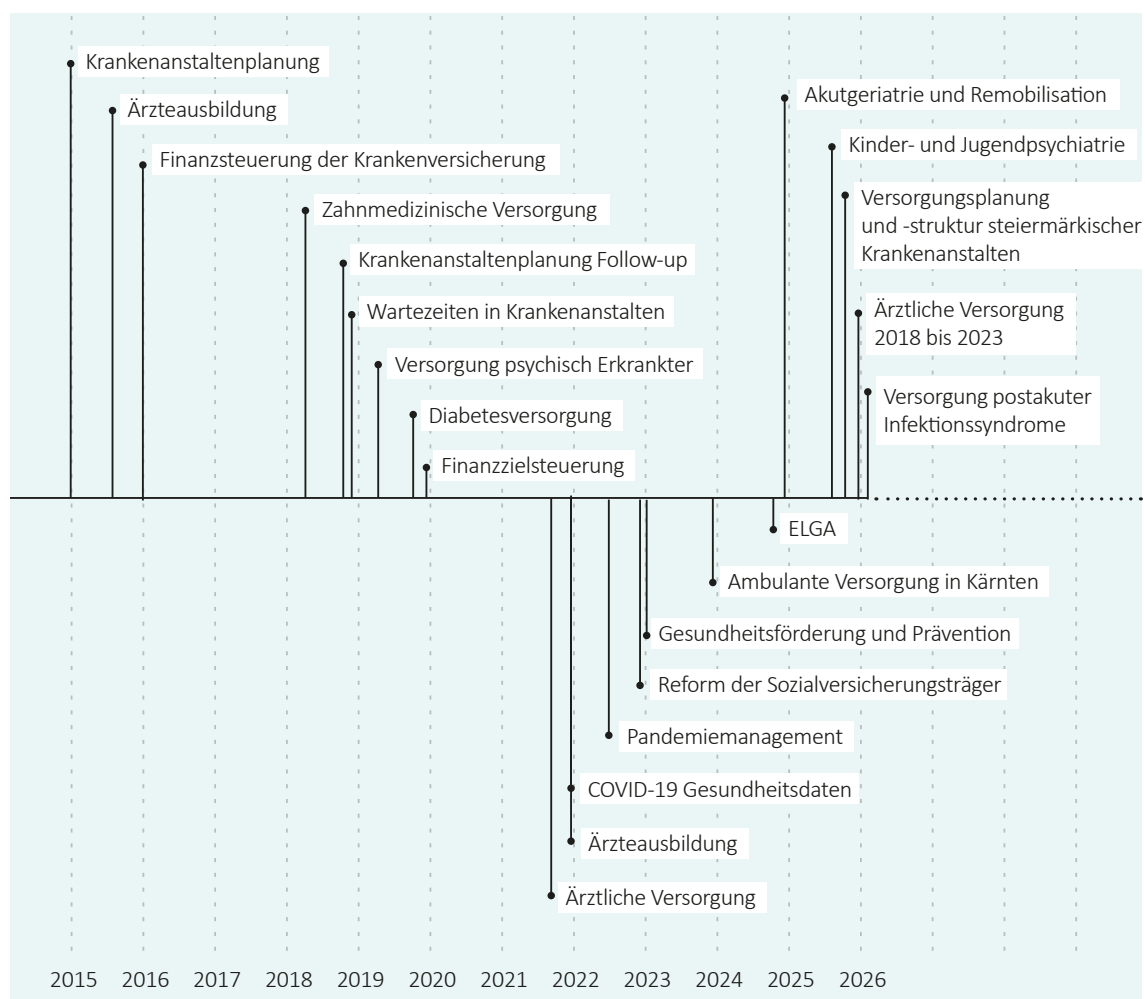 Krankenanstaltenplanung
Ärzteausbildung
Finanzsteuerung der Krankenversicherung
Zahnmedizinische Versorgung
Krankenanstaltenplanung Follow-up
Wartezeiten in Krankenanstalten
Versorgung psychisch Erkrankter
Diabetesversorgung
Finanzzielsteuerung
Akutgeriatrie und Remobilisation
Kinder- und Jugendpsychiatrie
Versorgungsplanung
und -struktur steiermärkischer
Krankenanstalten
Ärztliche Versorgung
2018 bis 2023
Versorgung postakuter
Infektionssyndrome
ELGA
Ambulante Versorgung in Kärnten
Gesundheitsförderung und Prävention
Reform der Sozialversicherungsträger
Pandemiemanagement
COVID-19 Gesundheitsdaten
Ärzteausbildung
Ärztliche Versorgung
2015 2016 2017 2018 2019 2020 2021 2022 2023 2024 2025 2026